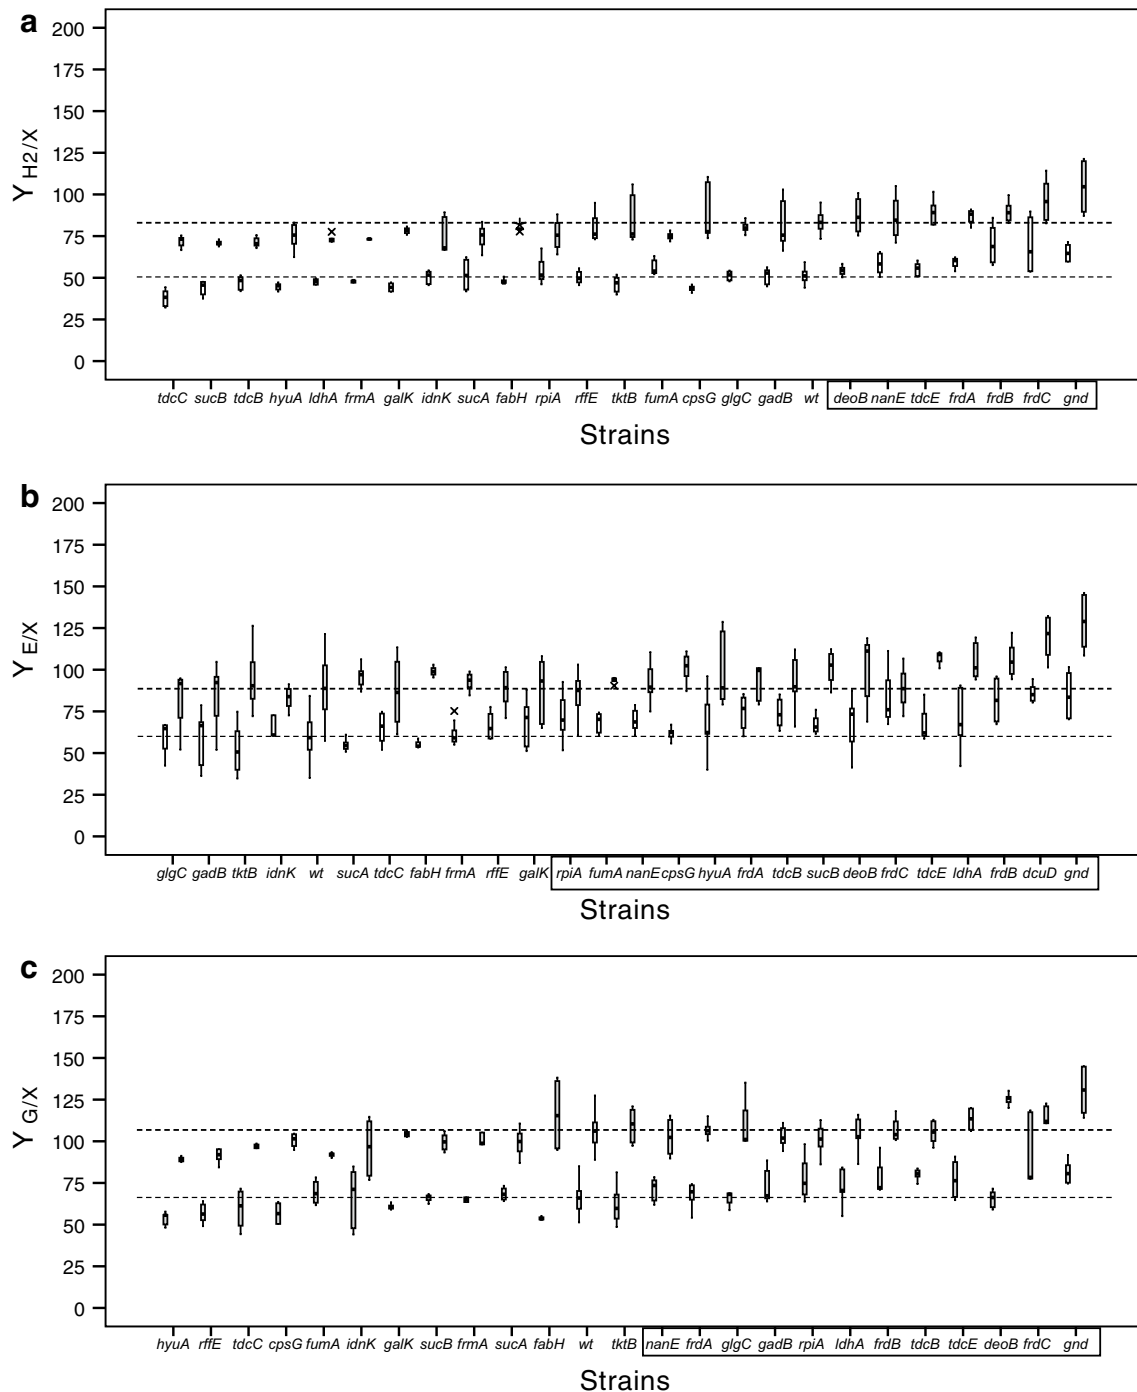 a
200
175
150
125
100
75
50
25
0
Y H2/X
tdcC sucB tdcB hyuA ldhA frmA galK idnK sucA fabH rpiA rffE tktB fumA cpsG glgC gadB wt deoB nanE tdcE frdA frdB frdC gnd
Strains
b
200
175
150
125
100
75
50
25
0
Y E/X
glgC gadB tktB idnK wt sucA tdcC fabH frmA rffE galK rpiA fumA nanE cpsG hyuA frdA tdcB sucB deoB frdC tdcE ldhA frdB dcuD gnd
Strains
c
200
175
150
125
100
75
50
25
0
Y G/X
hyuA rffE tdcC cpsG fumA idnK galK sucB frmA sucA fabH wt tktB nanE frdA glgC gadB rpiA ldhA frdB tdcB tdcE deoB frdC gnd
Strains